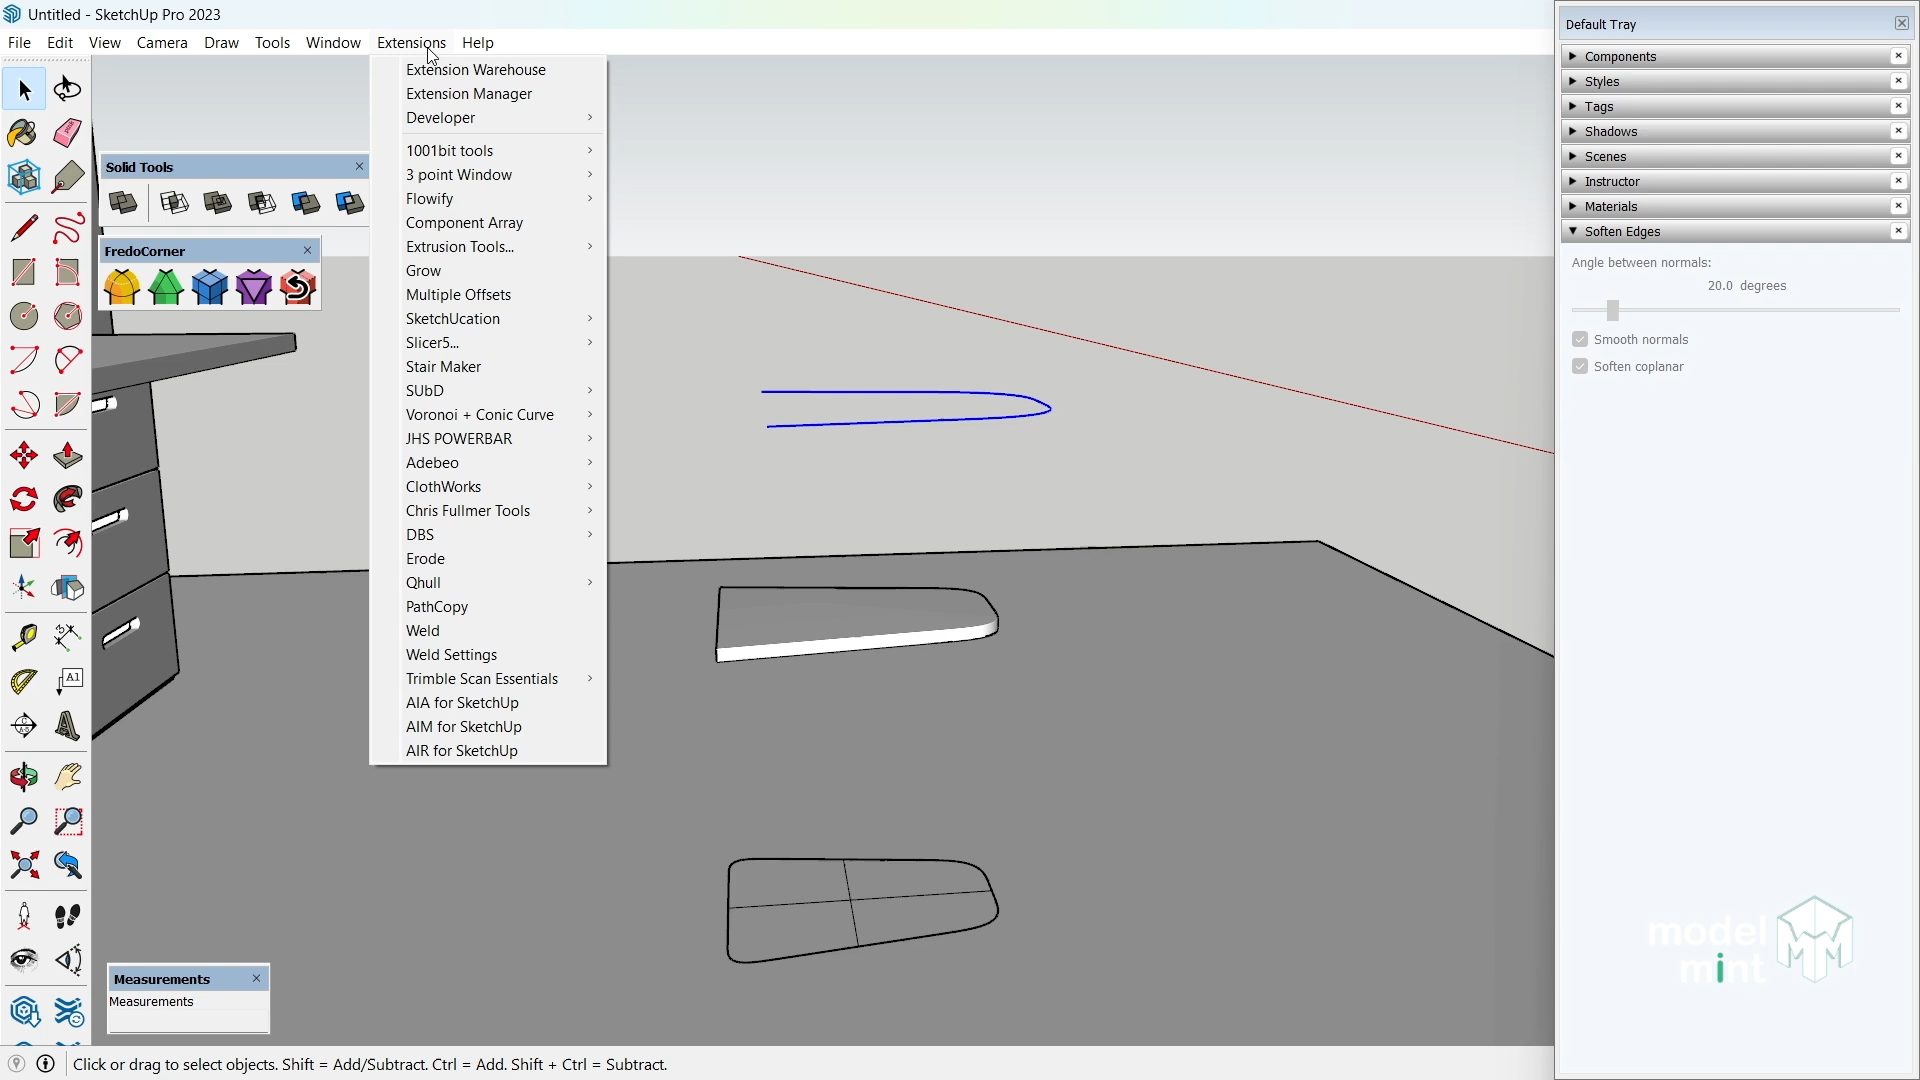 Untitled - SketchUp Pro 2023
File Edit View Camera Draw Tools Window Extensions Help
Extension Warehouse
Extension Manager
Developer
1001bit tools
3 point Window
Flowify
Component Array
Extrusion Tools...
Grow
Multiple Offsets
SketchUcation
Slicer5...
Stair Maker
SUbD
Voronoi + Conic Curve
JHS POWERBAR
Adebeo
ClothWorks
Chris Fullmer Tools
DBS
Erode
Qhull
PathCopy
Weld
Weld Settings
Trimble Scan Essentials
AIA for SketchUp
AIM for SketchUp
AIR for SketchUp
Solid Tools
FredoCorner
A1
Measurements
Measurements
Click or drag to select objects. Shift = Add/Subtract. Ctrl = Add. Shift + Ctrl = Subtract.
Default Tray
Components
Styles
Tags
Shadows
Scenes
Instructor
Materials
Soften Edges
Angle between normals:
20.0 degrees
Smooth normals
Soften coplanar
model
mint